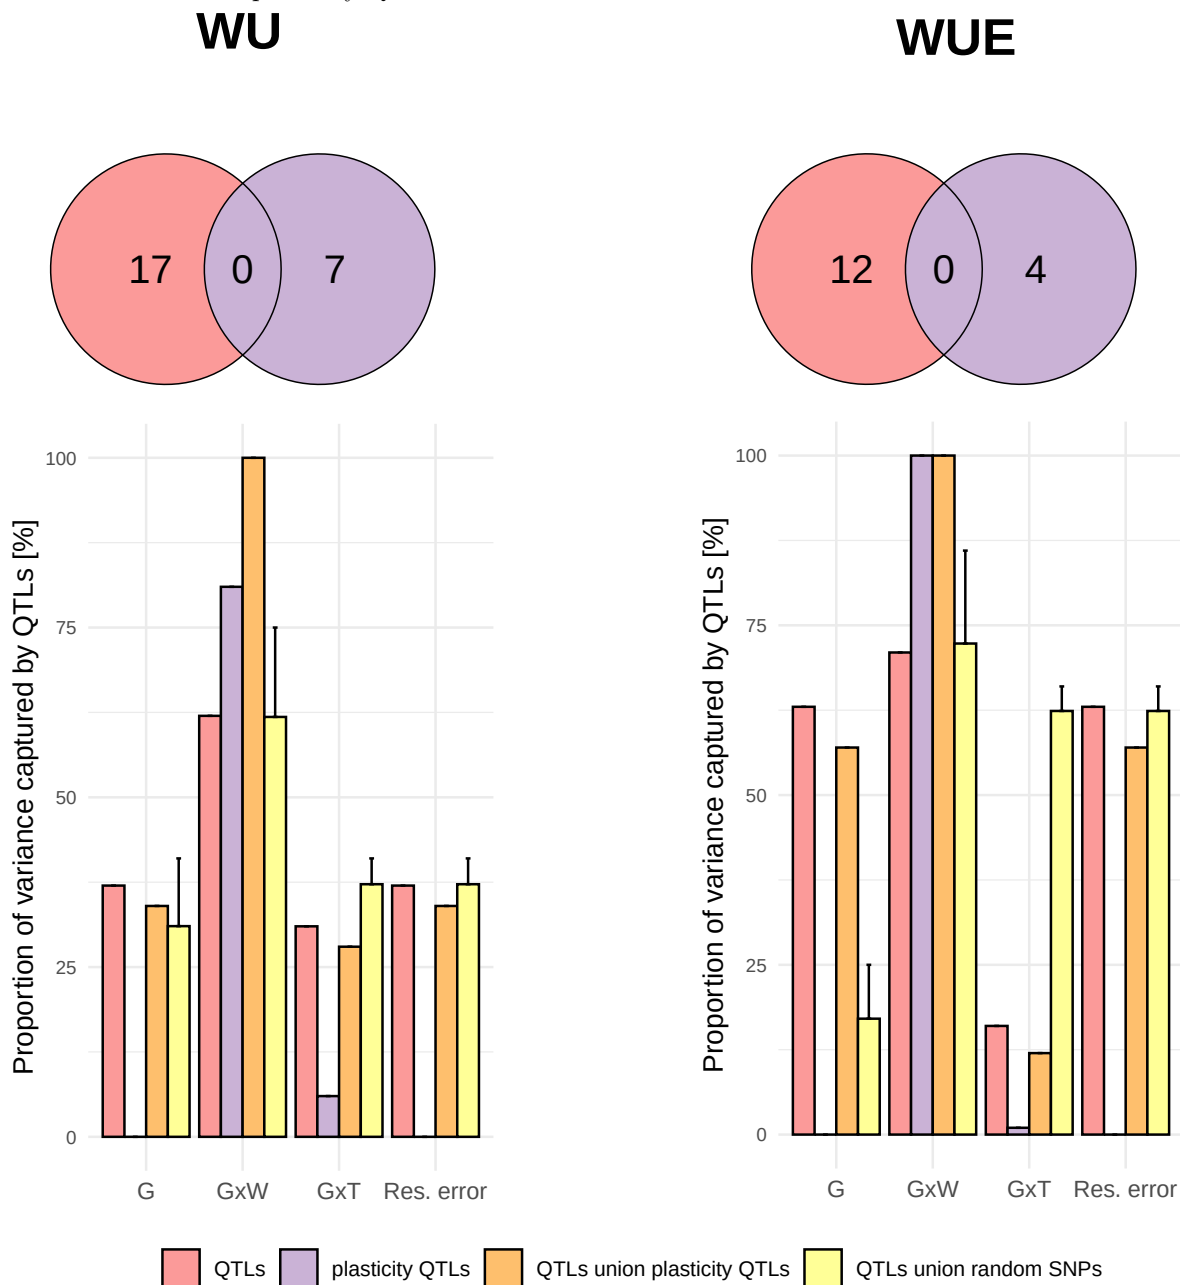 WU
WUE
17 0 7
12 0 4
Proportion of variance captured by QTLs [%]
100
75
50
25
0
G GxW GxT Res. error
Proportion of variance captured by QTLs [%]
100
75
50
25
0
G GxW GxT Res. error
QTLs plasticity QTLs QTLs union plasticity QTLs QTLs union random SNPs